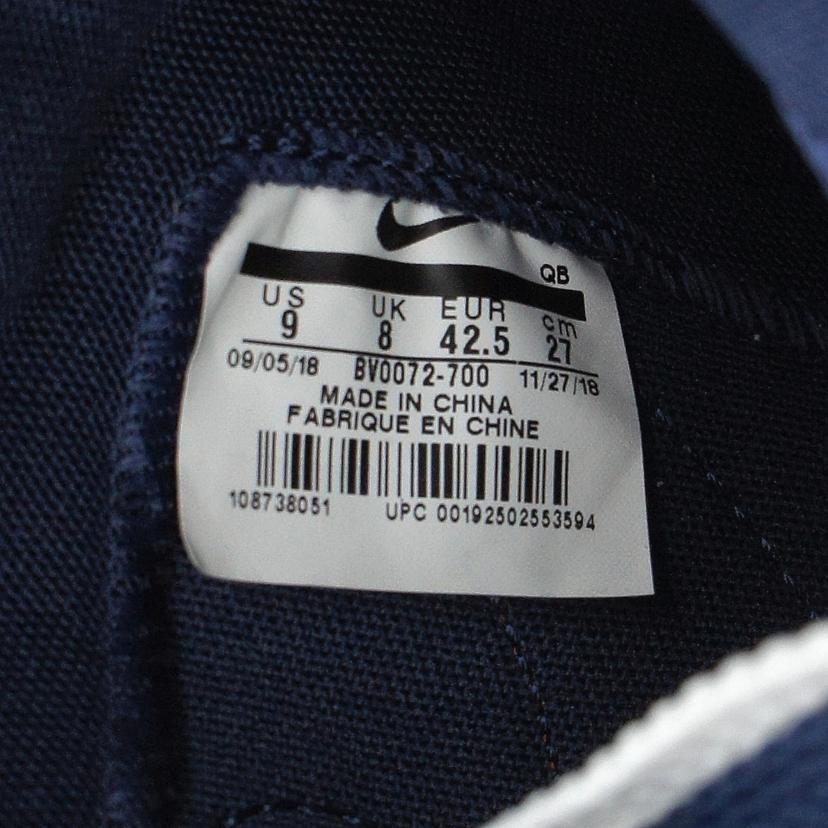 QB
US UK EUR cm
9 8 42.5 27
09/05/18 BV0072-700 11/27/18
MADE IN CHINA
FABRIQUE EN CHINE
108738051 UPC 00192502553594